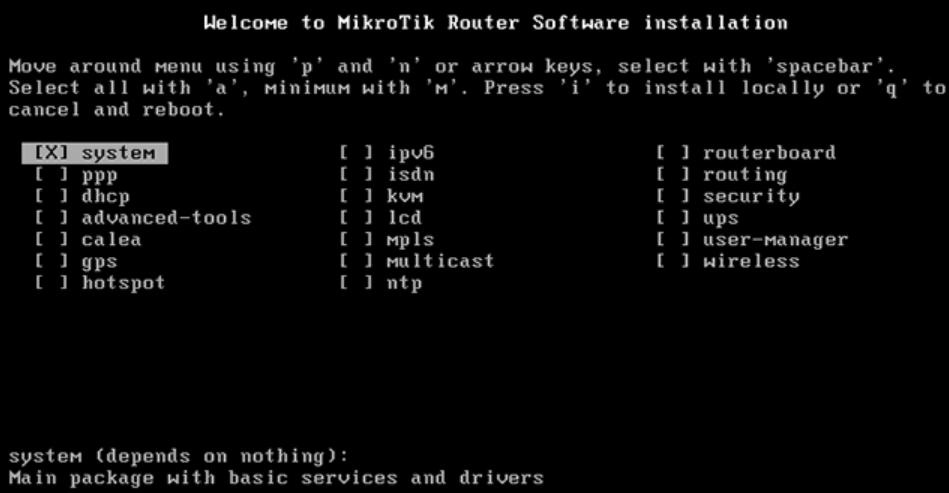 Welcome to MikroTik Router Software installation
Move around menu using 'p' and 'n' or arrow keys, select with 'spacebar'.
Select all with 'a', minimum with 'm'. Press 'i' to install locally or 'q' to
cancel and reboot.
[X] system [ ] ipv6 [ ] routerboard
[ ] ppp [ ] isdn [ ] routing
[ ] dhcp [ ] kvm [ ] security
[ ] advanced-tools [ ] lcd [ ] ups
[ ] calea [ ] mpls [ ] user-manager
[ ] gps [ ] multicast [ ] wireless
[ ] hotspot [ ] ntp
system (depends on nothing):
Main package with basic services and drivers